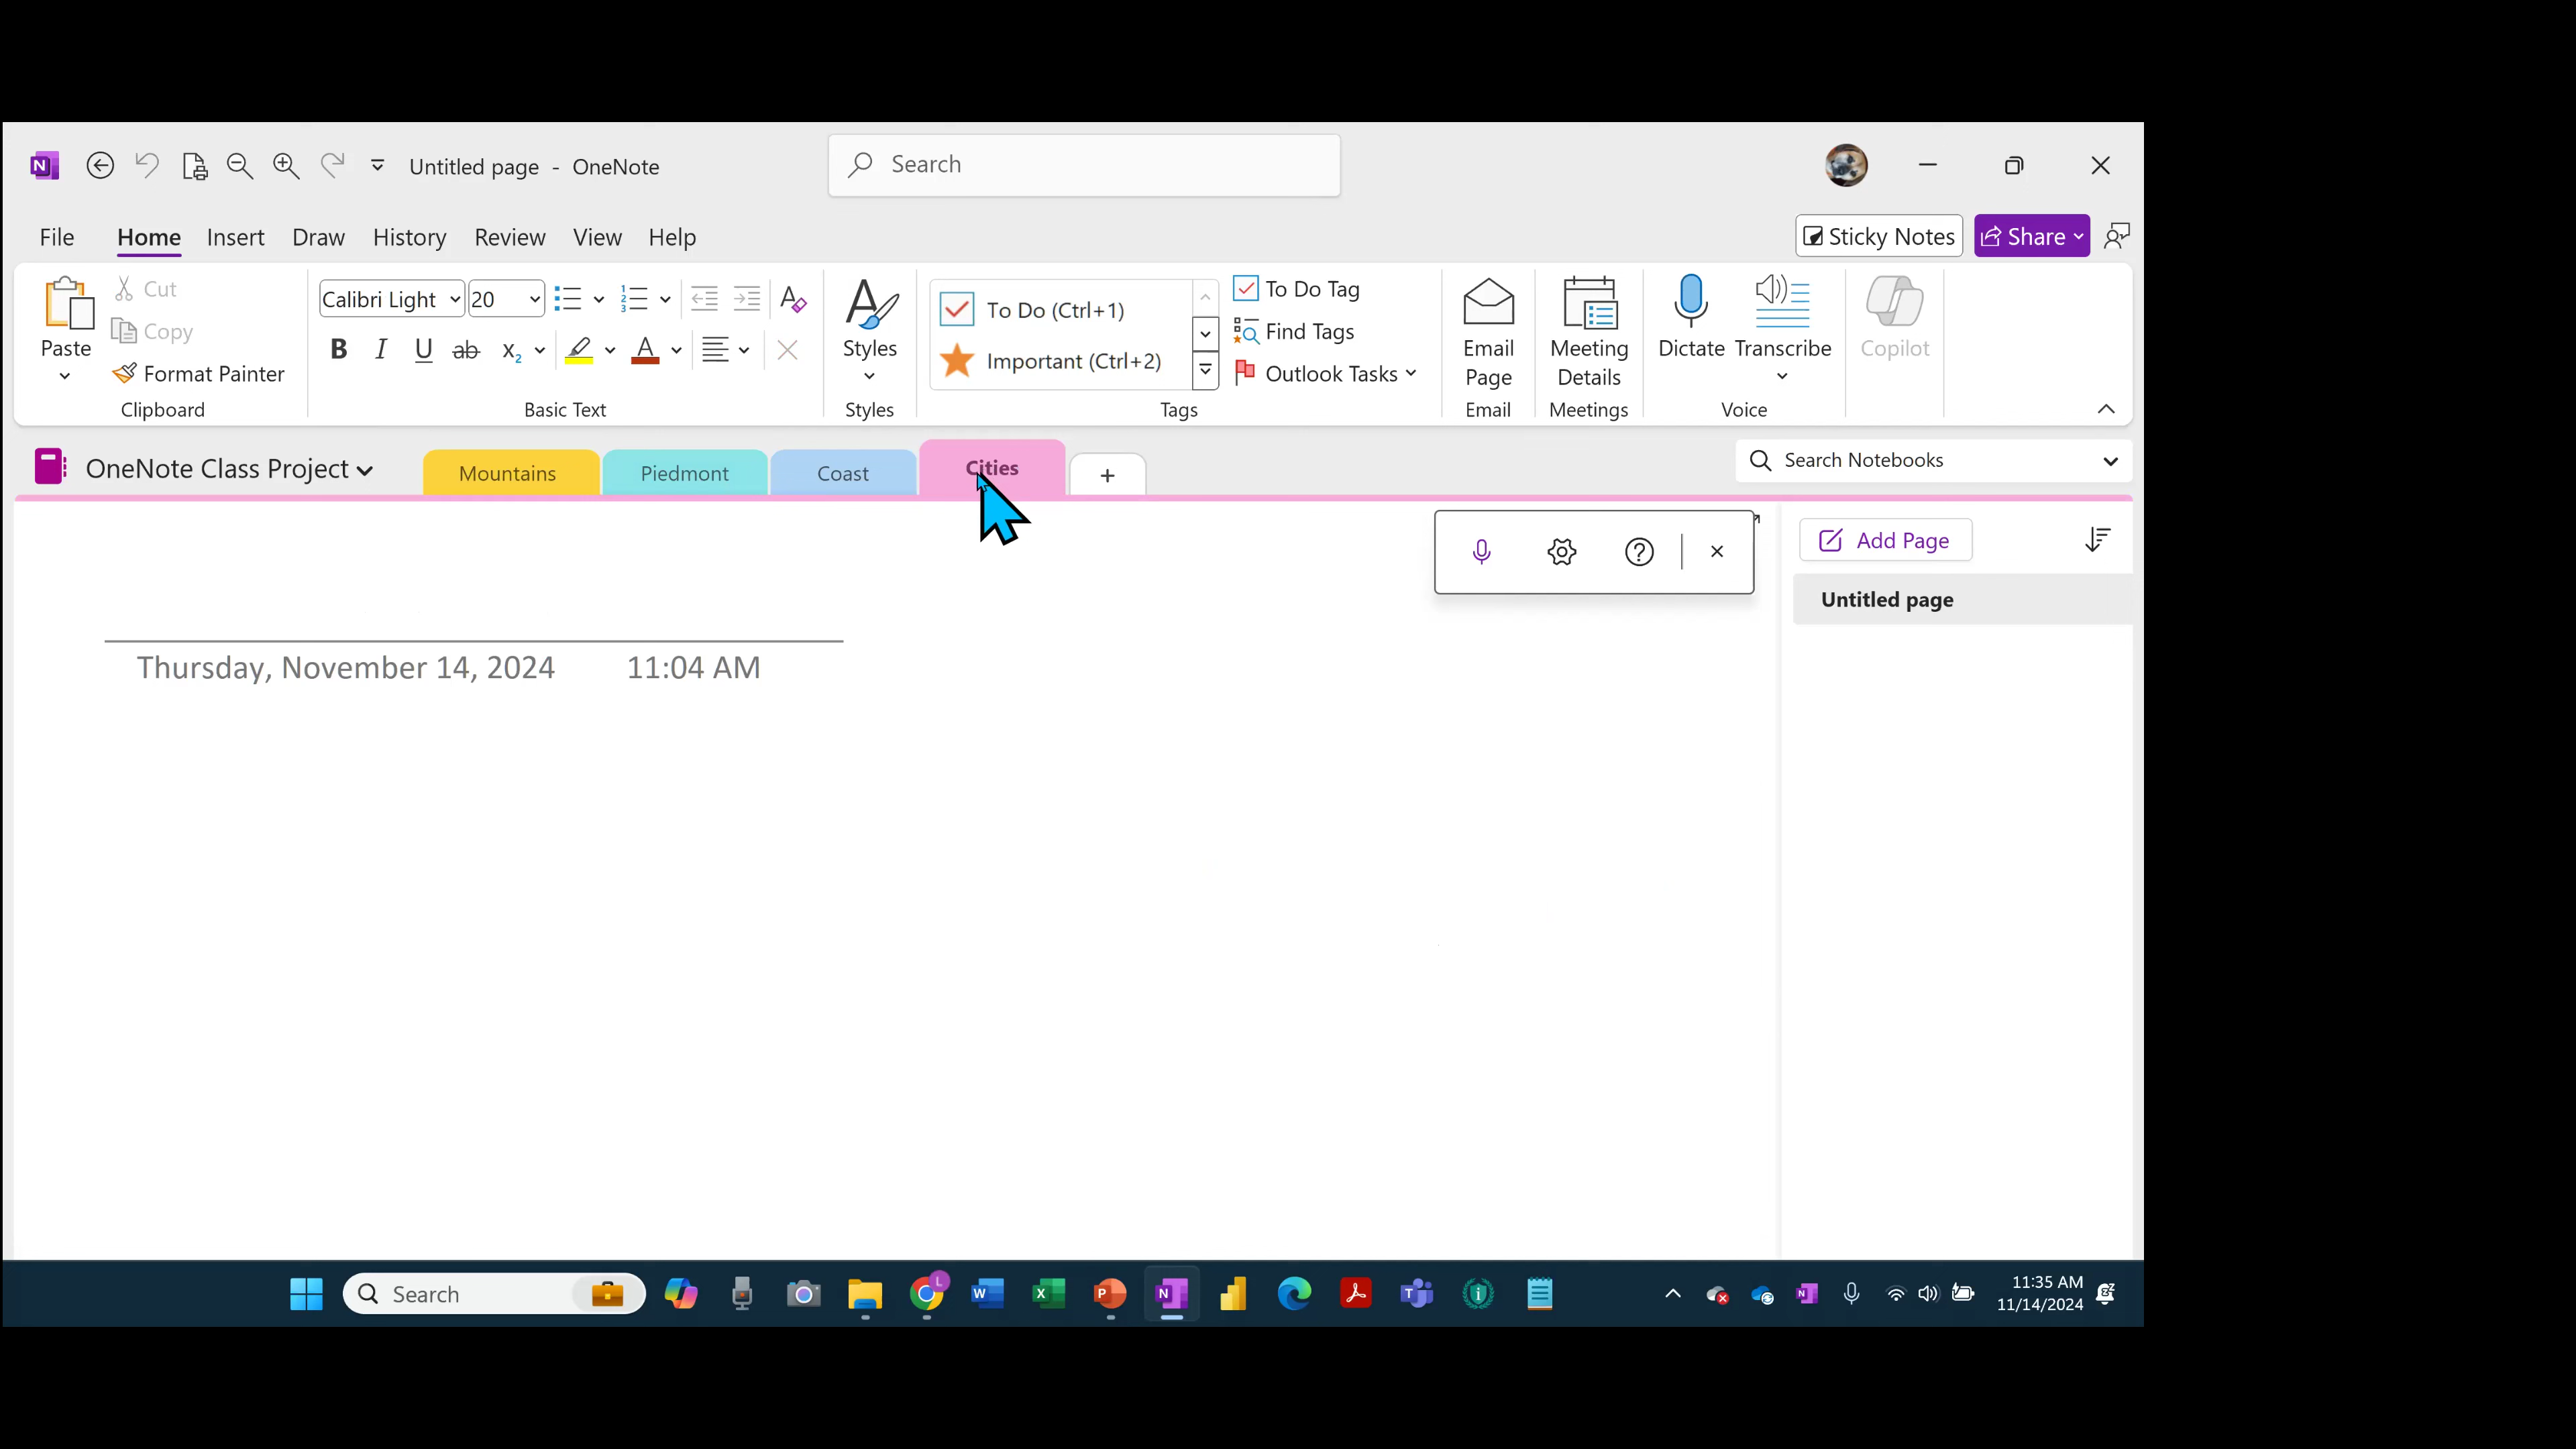 Untitled page - OneNote
Search
File Home Insert Draw History Review View Help
Sticky Notes Share
Paste
Cut
Copy
Format Painter
Clipboard
Calibri Light 20
Basic Text
Styles
Styles
To Do (Ctrl+1)
Important (Ctrl+2)
To Do Tag
Find Tags
Outlook Tasks
Tags
Email
Page
Email
Meeting
Details
Meetings
Dictate Transcribe
Voice
Copilot
OneNote Class Project
Mountains Piedmont Coast Cities +
Search Notebooks
Add Page
Untitled page
Thursday, November 14, 2024 11:04 AM
Search
11:35 AM
11/14/2024